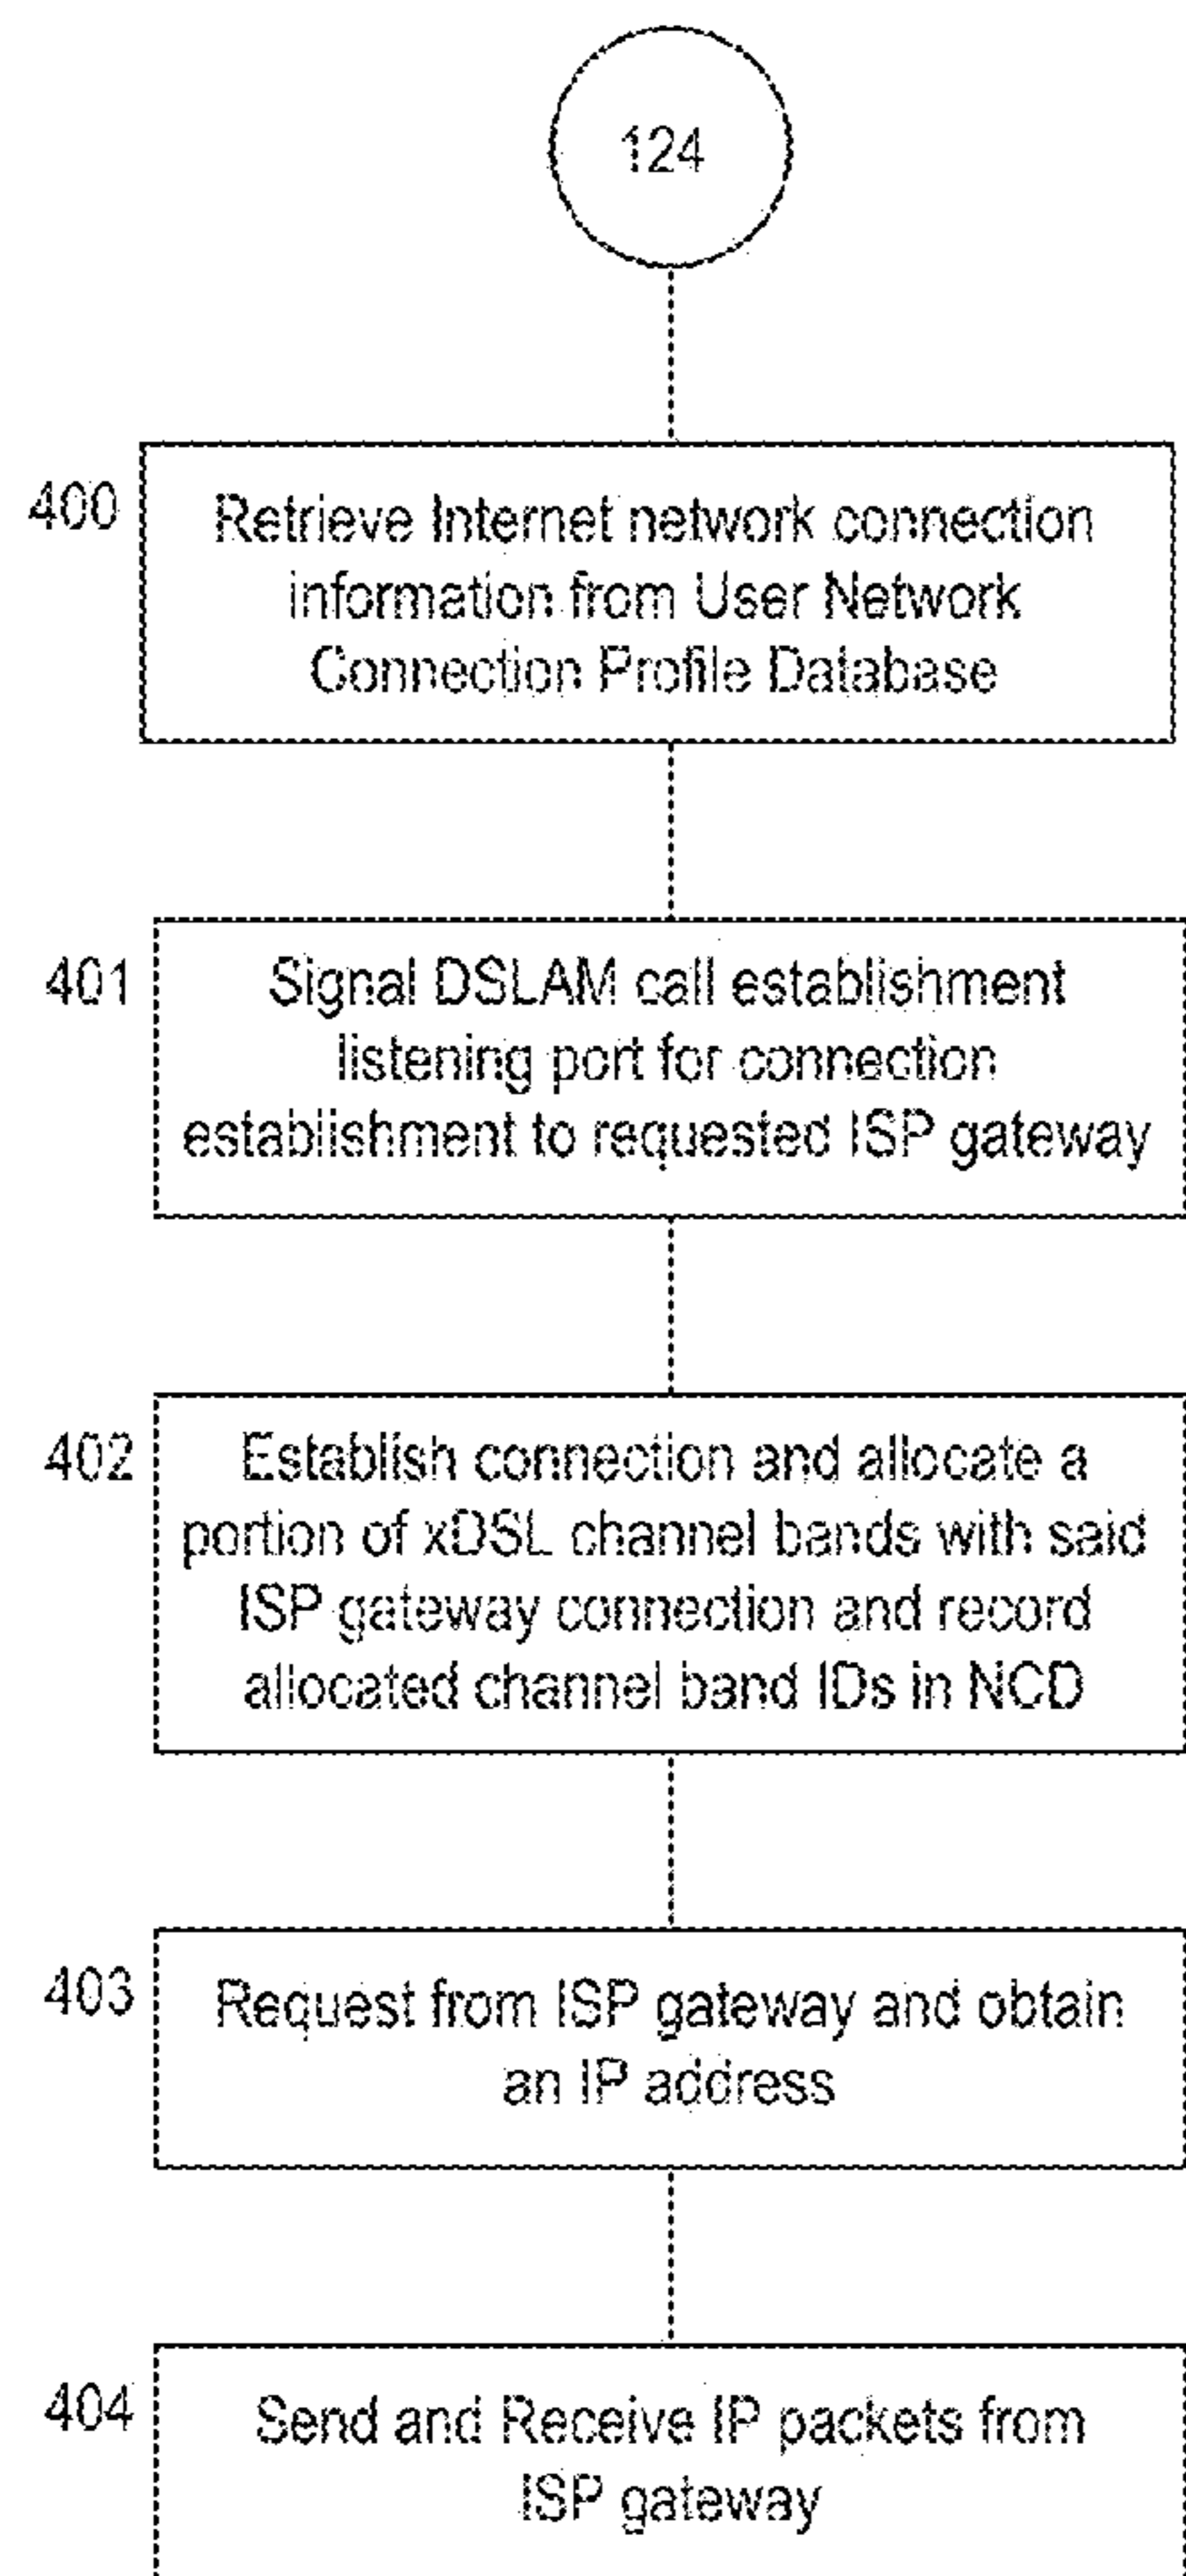 124
400
Retrieve Internet network connection
information from User Network
Connection Profile Database
401
Signal DSLAM call establishment
listening port for connection
establishment to requested ISP gateway
402
Establish connection and allocate a
portion of xDSL channel bands with said
ISP gateway connection and record
allocated channel band IDs in NCD
403
Request from ISP gateway and obtain
an IP address
404
Send and Receive IP packets from
ISP gateway